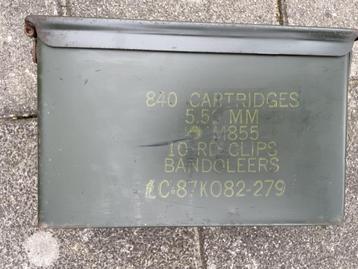 840 CARTRIDGES
5.56 MM
M855
10 RD. CLIPS
BANDOLEERS
LC-87K082-279